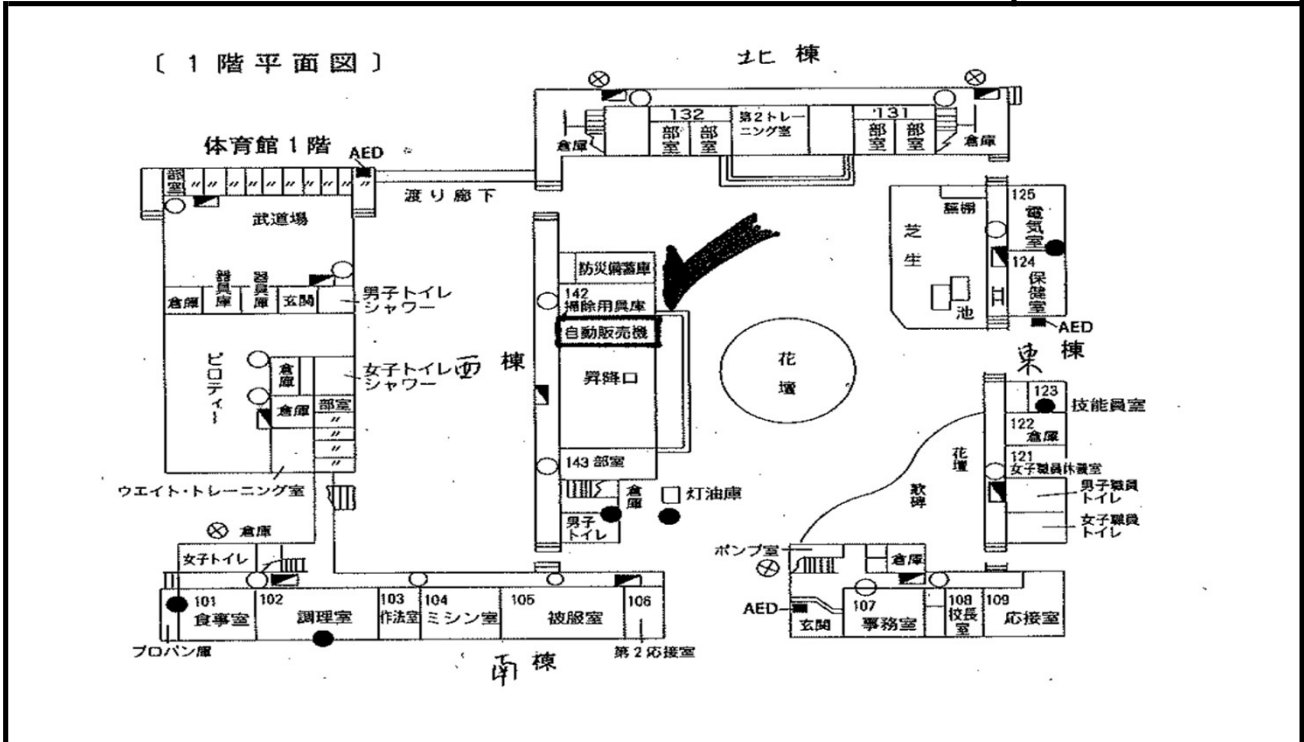 〔１階平面図〕
北棟
体育館１階
AED
渡り廊下
倉庫
132
部室
部室
第２トレーニング室
131
部室
部室
倉庫
部室
〃
〃
〃
〃
〃
〃
〃
〃
〃
武道場
倉庫
器具庫
器具庫
玄関
男子トイレ
シャワー
ピロティー
倉庫
女子トイレ
シャワー
倉庫
部室
〃
〃
〃
〃
ウエイト・トレーニング室
西棟
防災備蓄庫
142
掃除用具庫
自動販売機
昇降口
143 部室
倉庫
灯油庫
男子
トイレ
花壇
芝生
藤棚
池
125
電気室
124
保健室
AED
東棟
123
技能員室
122
倉庫
121
女子職員休養室
男子職員
トイレ
女子職員
トイレ
花壇
歌碑
倉庫
女子トイレ
101
食事室
102
調理室
103
作法室
104
ミシン室
105
被服室
106
プロパン庫
第２応接室
南棟
ポンプ室
倉庫
AED
玄関
107
事務室
108
校長室
109
応接室